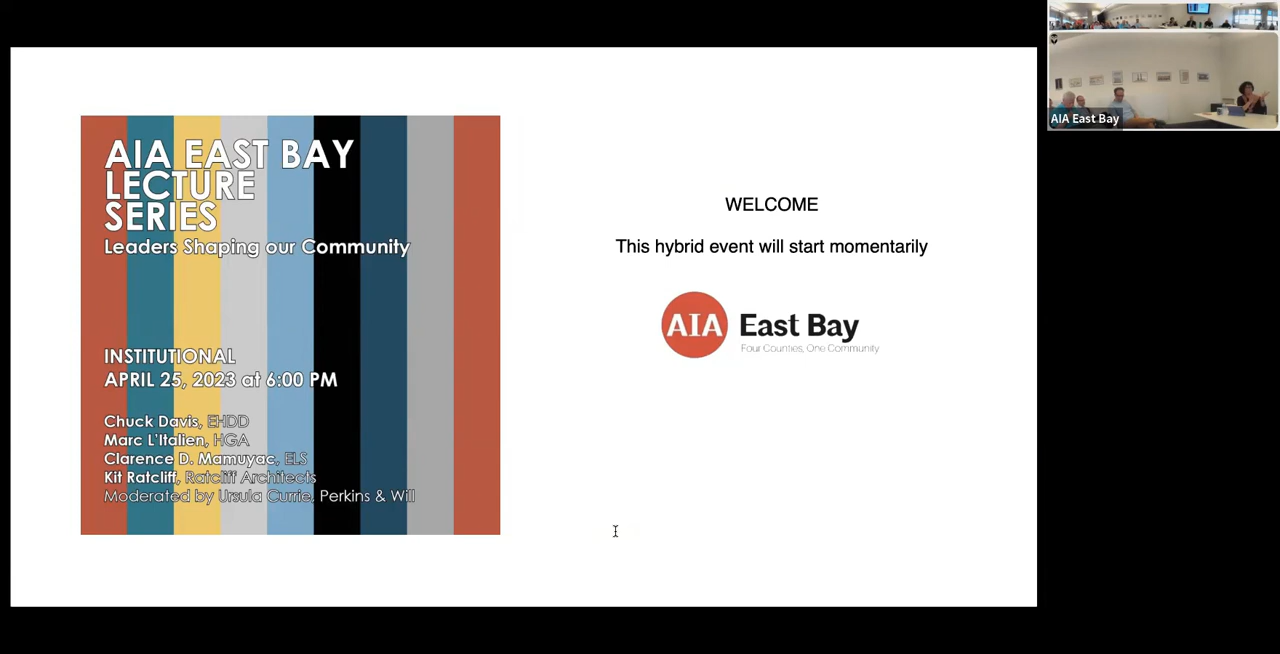 AIA EAST BAY
LECTURE
SERIES
Leaders Shaping our Community
INSTITUTIONAL
APRIL 25, 2023 at 6:00 PM
Chuck Davis, EHDD
Marc L'Italien, HGA
Clarence D. Mamuyac, ELS
Kit Ratcliff, Ratcliff Architects
Moderated by Ursula Currie, Perkins & Will
WELCOME
This hybrid event will start momentarily
AIA East Bay
Four Counties, One Community
AIA East Bay